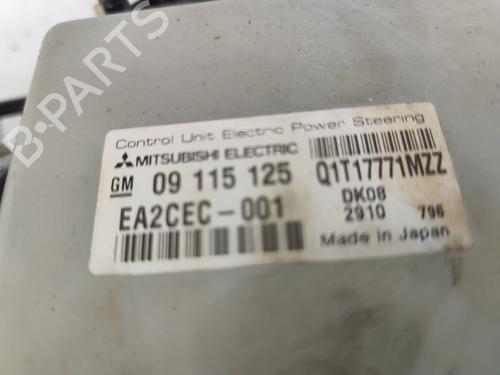 B-PARTS
Control Unit Electric Power Steering
MITSUBISHI ELECTRIC
GM 09 115 125
Q1T17771MZZ
EA2CEC-001
DK08
2910 796
Made in Japan